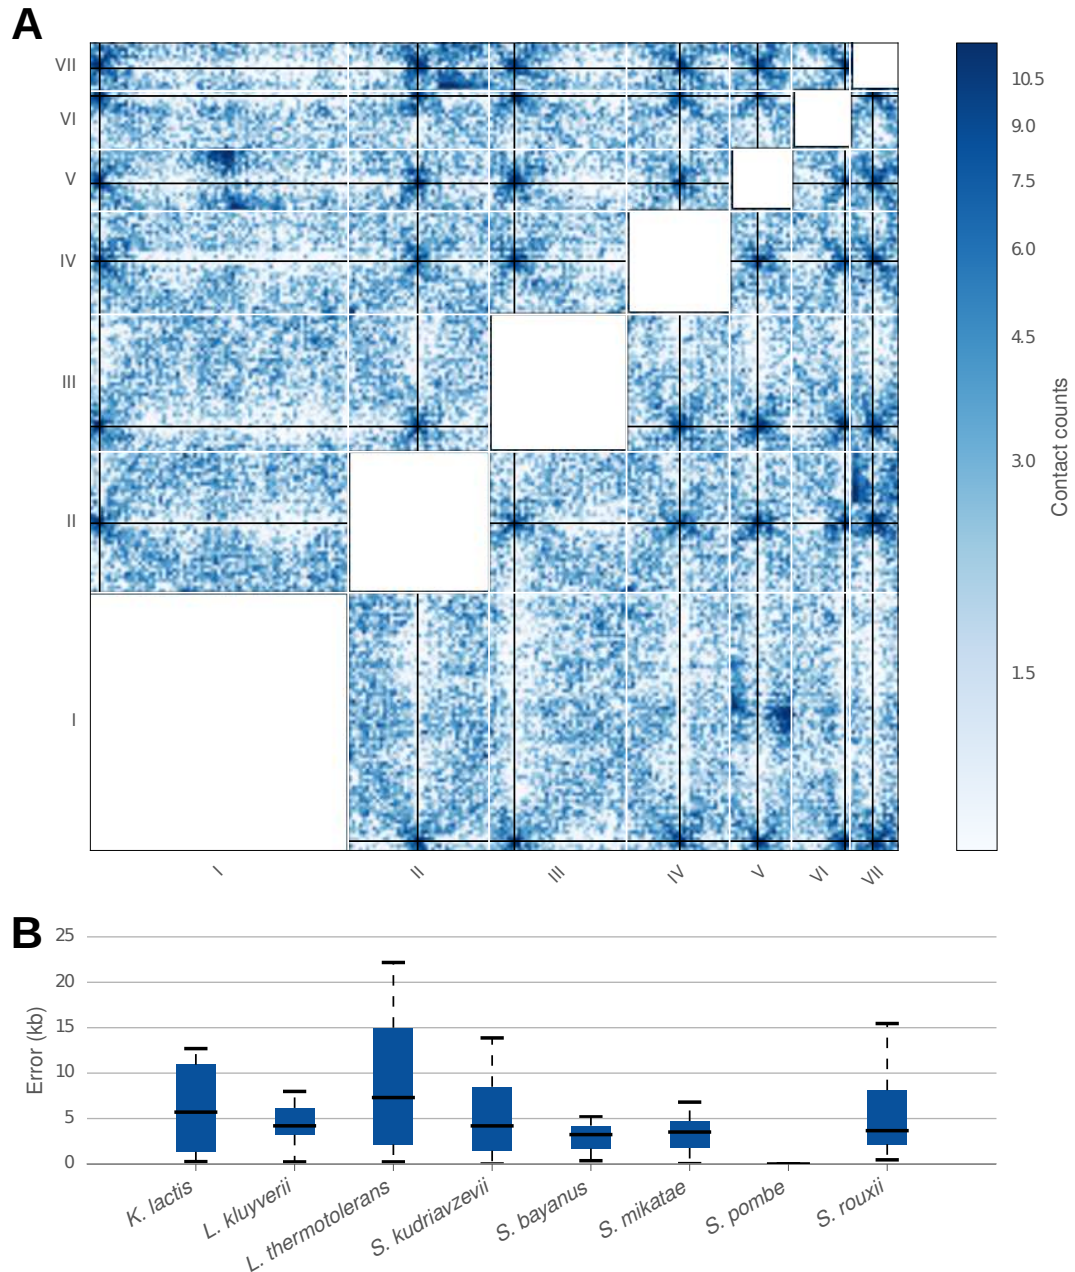 A
VII
VI
V
IV
III
II
I
I
II
III
IV
V
VI
VII
10.5
9.0
7.5
6.0
4.5
3.0
1.5
Contact counts
B
25
20
15
10
5
0
Error (kb)
K. lactis
L. kluyverii
L. thermotolerans
S. kudriavzevii
S. bayanus
S. mikatae
S. pombe
S. rouxii